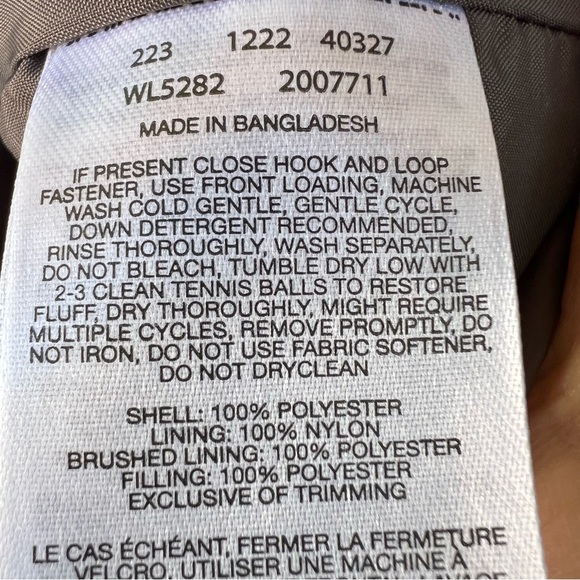 223 1222 40327
WL5282 2007711
MADE IN BANGLADESH
IF PRESENT CLOSE HOOK AND LOOP
FASTENER, USE FRONT LOADING, MACHINE
WASH COLD GENTLE, GENTLE CYCLE,
DOWN DETERGENT RECOMMENDED,
RINSE THOROUGHLY, WASH SEPARATELY,
DO NOT BLEACH, TUMBLE DRY LOW WITH
2-3 CLEAN TENNIS BALLS TO RESTORE
FLUFF, DRY THOROUGHLY, MIGHT REQUIRE
MULTIPLE CYCLES, REMOVE PROMPTLY, DO
NOT IRON, DO NOT USE FABRIC SOFTENER,
DO NOT DRYCLEAN
SHELL: 100% POLYESTER
LINING: 100% NYLON
BRUSHED LINING: 100% POLYESTER
FILLING: 100% POLYESTER
EXCLUSIVE OF TRIMMING
LE CAS ÉCHÉANT, FERMER LA FERMETURE
VELCRO, UTILISER UNE MACHINE À